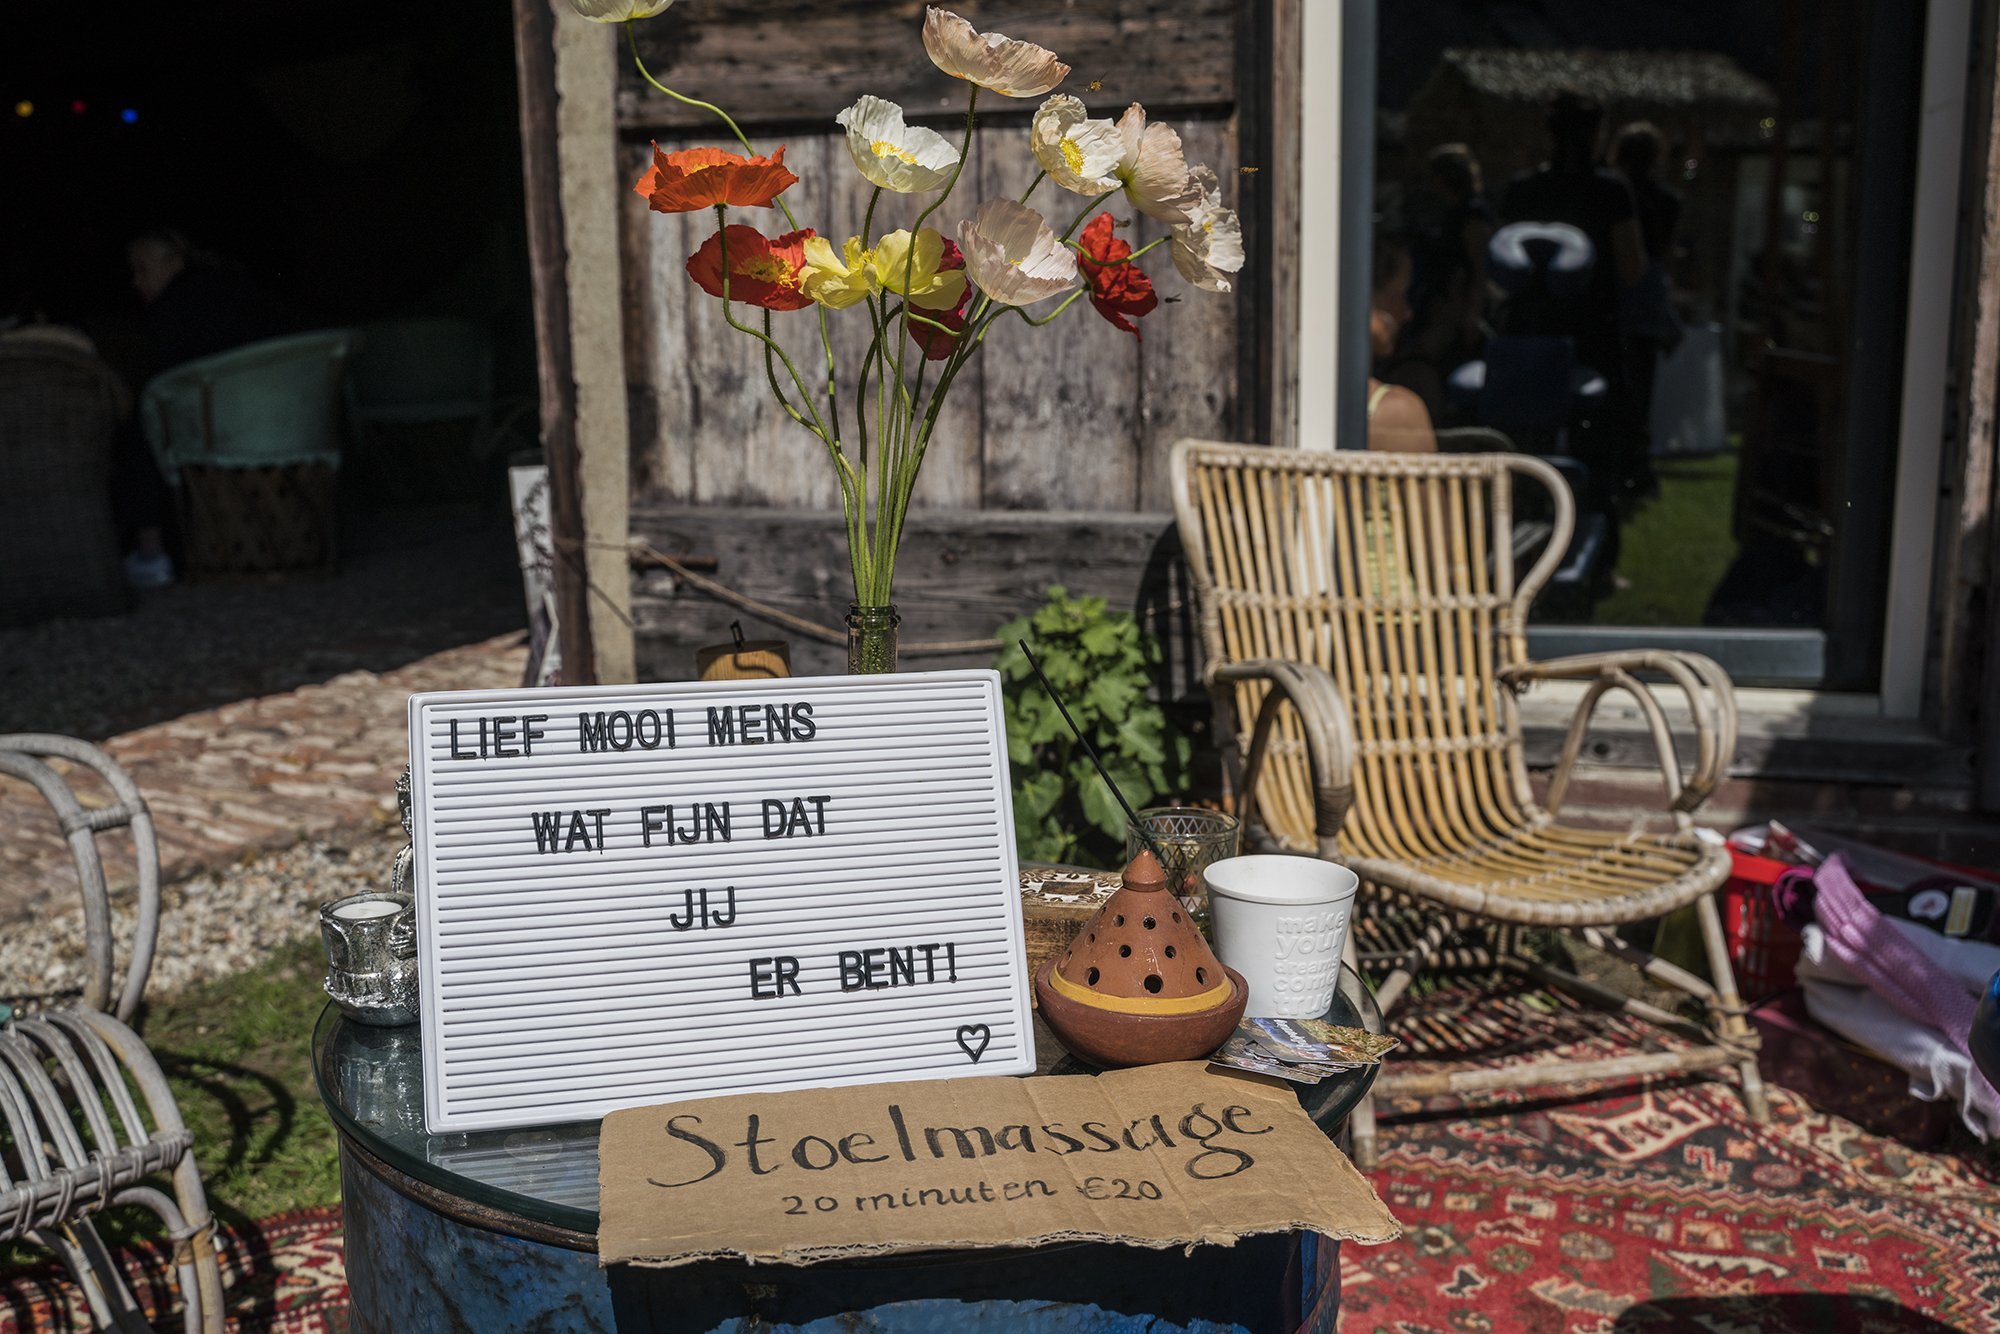 LIEF MOOI MENS
WAT FIJN DAT
JIJ
ER BENT!
make
your
dreams
come
true
Stoelmassage
20 minuten €20